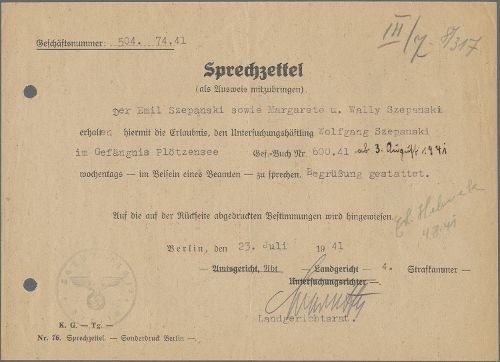 III/7 - 8/317
Geschäftsnummer: 504. 74.41
Sprechzettel
(als Ausweis mitzubringen).
Der Emil Szepanski sowie Margarete u. Wally Szepanski
erhalten hiermit die Erlaubnis, den Untersuchungshäftling Wolfgang Szepanski
im Gefängnis Plötzensee Gef.-Buch Nr. 600.41 ab 3. August 1941
wochentags — im Beisein eines Beamten — zu sprechen. Begrüßung gestattet.
Auf die auf der Rückseite abgedruckten Bestimmungen wird hingewiesen.
4.8.41
Berlin, den 23. Juli 1941
— Amtsgericht, Abt — Landgericht — 4. Strafkammer —
Untersuchungsrichter —
Landgerichtsrat
K. G. — Tg. —
Nr. 76. Sprechzettel — Sonderdruck Berlin —